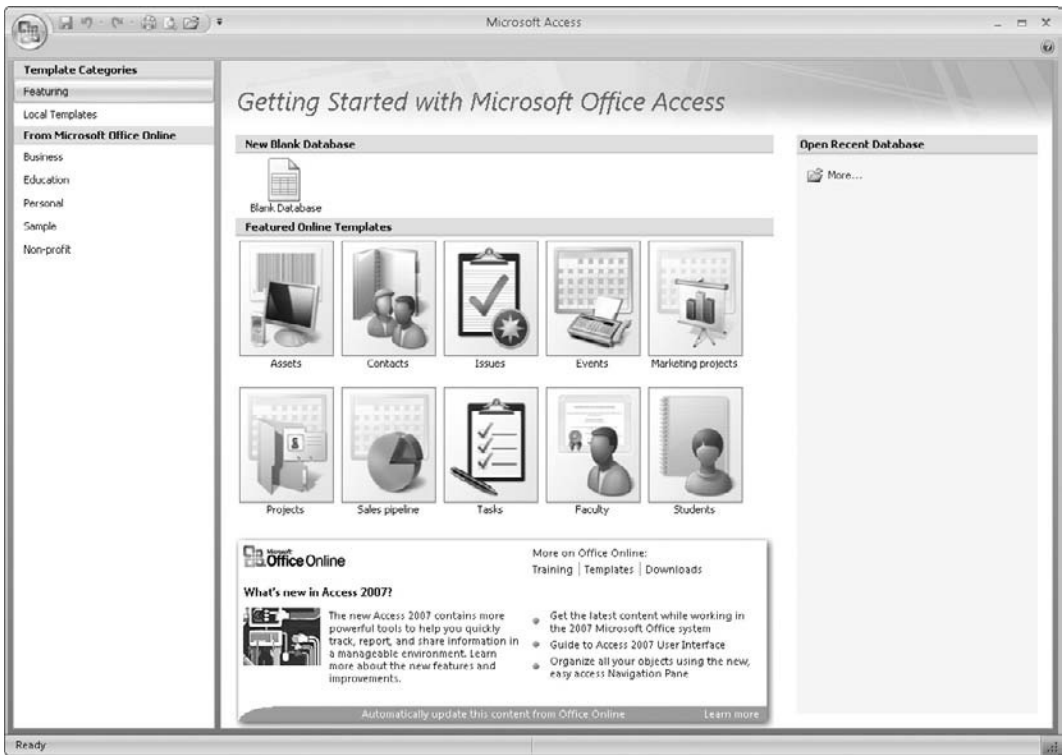 Microsoft Access
Template Categories
Featuring
Local Templates
From Microsoft Office Online
Business
Education
Personal
Sample
Non-profit
Getting Started with Microsoft Office Access
New Blank Database
Blank Database
Featured Online Templates
Assets
Contacts
Issues
Events
Marketing projects
Projects
Sales pipeline
Tasks
Faculty
Students
Microsoft
Office Online
More on Office Online:
Training | Templates | Downloads
What's new in Access 2007?
The new Access 2007 contains more
powerful tools to help you quickly
track, report, and share information in
a manageable environment. Learn
more about the new features and
improvements.
Get the latest content while working in
the 2007 Microsoft Office system
Guide to Access 2007 User Interface
Organize all your objects using the new,
easy access Navigation Pane
Automatically update this content from Office Online
Learn more
Open Recent Database
More...
Ready